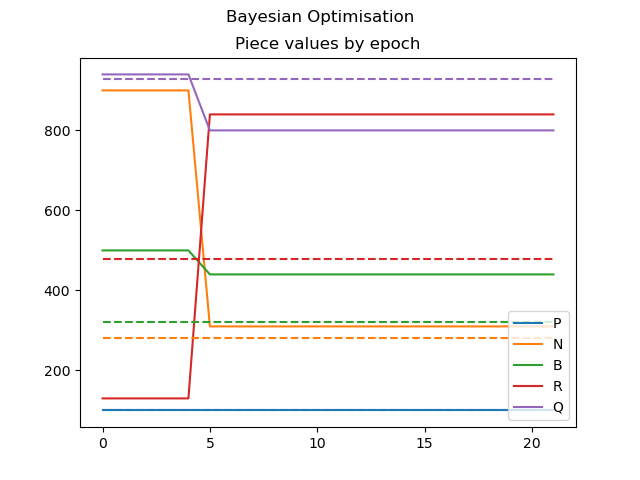 Bayesian Optimisation
Piece values by epoch
800
600
400
200
P
N
B
R
Q
0 5 10 15 20